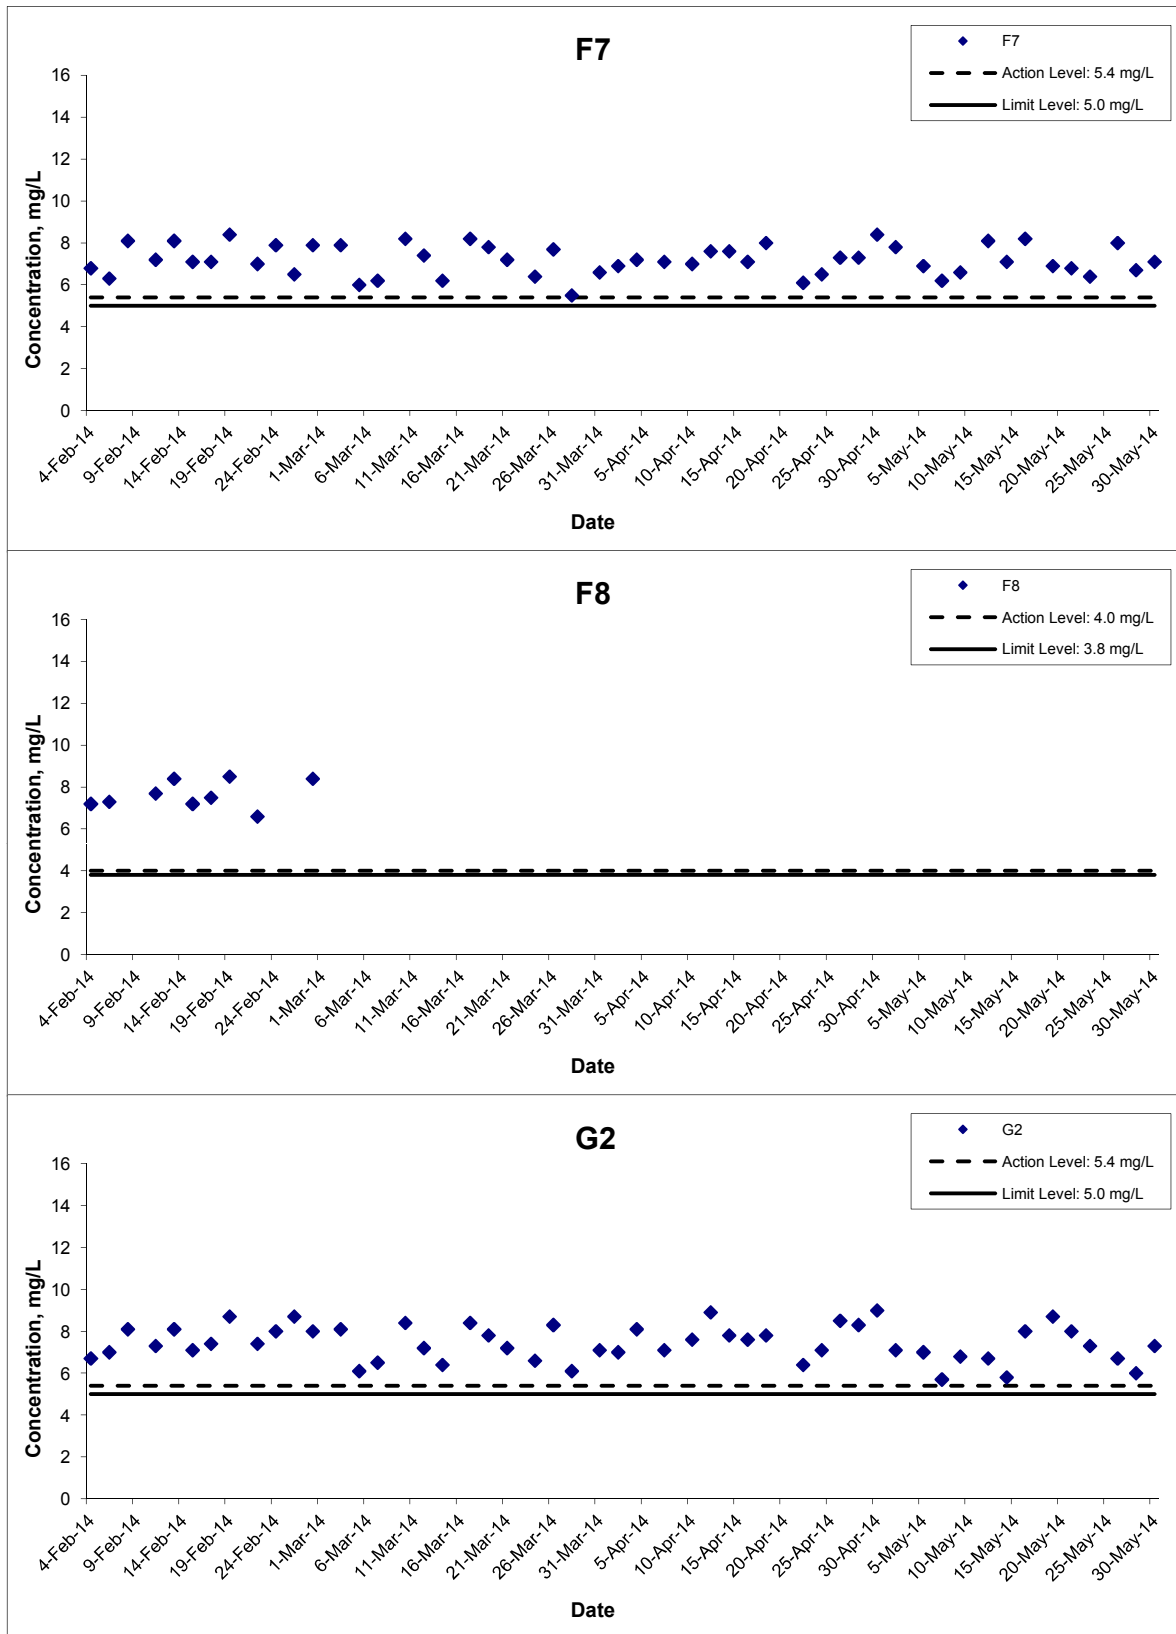 F7
F7
Action Level: 5.4 mg/L
Limit Level: 5.0 mg/L
Concentration, mg/L
16
14
12
10
8
6
4
2
0
4-Feb-14 9-Feb-14 14-Feb-14 19-Feb-14 24-Feb-14 1-Mar-14 6-Mar-14 11-Mar-14 16-Mar-14 21-Mar-14 26-Mar-14 31-Mar-14 5-Apr-14 10-Apr-14 15-Apr-14 20-Apr-14 25-Apr-14 30-Apr-14 5-May-14 10-May-14 15-May-14 20-May-14 25-May-14 30-May-14
Date
F8
F8
Action Level: 4.0 mg/L
Limit Level: 3.8 mg/L
Concentration, mg/L
16
14
12
10
8
6
4
2
0
4-Feb-14 9-Feb-14 14-Feb-14 19-Feb-14 24-Feb-14 1-Mar-14 6-Mar-14 11-Mar-14 16-Mar-14 21-Mar-14 26-Mar-14 31-Mar-14 5-Apr-14 10-Apr-14 15-Apr-14 20-Apr-14 25-Apr-14 30-Apr-14 5-May-14 10-May-14 15-May-14 20-May-14 25-May-14 30-May-14
Date
G2
G2
Action Level: 5.4 mg/L
Limit Level: 5.0 mg/L
Concentration, mg/L
16
14
12
10
8
6
4
2
0
4-Feb-14 9-Feb-14 14-Feb-14 19-Feb-14 24-Feb-14 1-Mar-14 6-Mar-14 11-Mar-14 16-Mar-14 21-Mar-14 26-Mar-14 31-Mar-14 5-Apr-14 10-Apr-14 15-Apr-14 20-Apr-14 25-Apr-14 30-Apr-14 5-May-14 10-May-14 15-May-14 20-May-14 25-May-14 30-May-14
Date